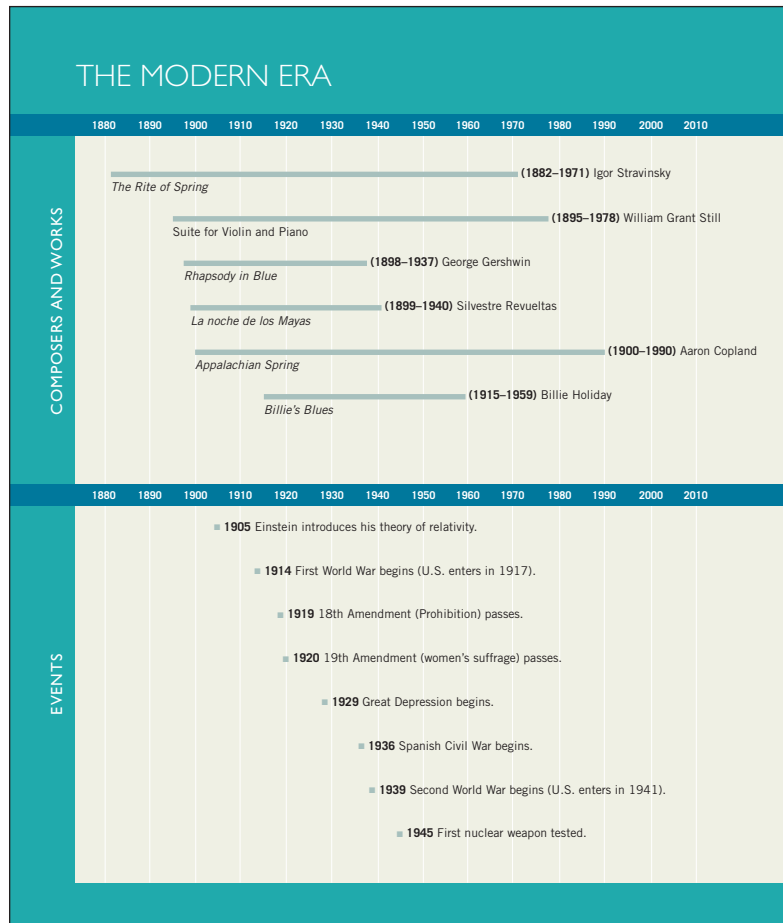 THE MODERN ERA
1880 1890 1900 1910 1920 1930 1940 1950 1960 1970 1980 1990 2000 2010
COMPOSERS AND WORKS
(1882–1971) Igor Stravinsky
The Rite of Spring
(1895–1978) William Grant Still
Suite for Violin and Piano
(1898–1937) George Gershwin
Rhapsody in Blue
(1899–1940) Silvestre Revueltas
La noche de los Mayas
(1900–1990) Aaron Copland
Appalachian Spring
(1915–1959) Billie Holiday
Billie's Blues
1880 1890 1900 1910 1920 1930 1940 1950 1960 1970 1980 1990 2000 2010
EVENTS
1905 Einstein introduces his theory of relativity.
1914 First World War begins (U.S. enters in 1917).
1919 18th Amendment (Prohibition) passes.
1920 19th Amendment (women's suffrage) passes.
1929 Great Depression begins.
1936 Spanish Civil War begins.
1939 Second World War begins (U.S. enters in 1941).
1945 First nuclear weapon tested.